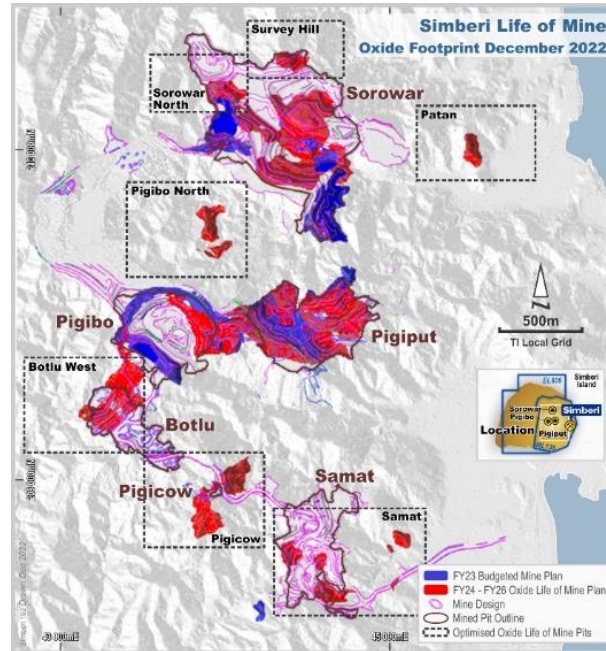 Simberi Life of Mine
Oxide Footprint December 2022
Survey Hill
Sorowar
North
Sorowar
Patan
Pigibo North
500m
TI Local Grid
Pigibo
Pigiput
Botlu West
Simberi
Island
Sorowar
Pigibo
Simberi
Location
Pigiput
Botlu
Pigicow
Samat
Samat
Pigicow
FY23 Budgeted Mine Plan
FY24 - FY26 Oxide Life of Mine Plan
Mine Design
Mined Pit Outline
Optimised Oxide Life of Mine Pits